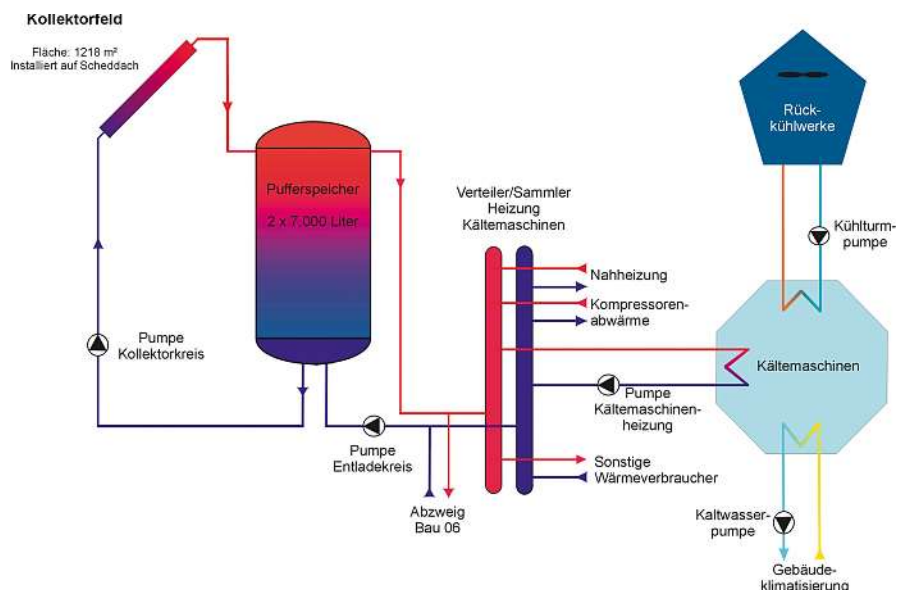 Kollektorfeld
Fläche: 1218 m²
Installiert auf Scheddach
Pufferspeicher
2 x 7.000 Liter
Pumpe
Kollektorkreis
Pumpe
Entladekreis
Abzweig
Bau 06
Verteiler/Sammler
Heizung
Kältemaschinen
Nahheizung
Kompressoren-
abwärme
Pumpe
Kältemaschinen-
heizung
Sonstige
Wärmeverbraucher
Rück-
kühlwerke
Kühlturm-
pumpe
Kältemaschinen
Kaltwasser-
pumpe
Gebäude-
klimatisierung